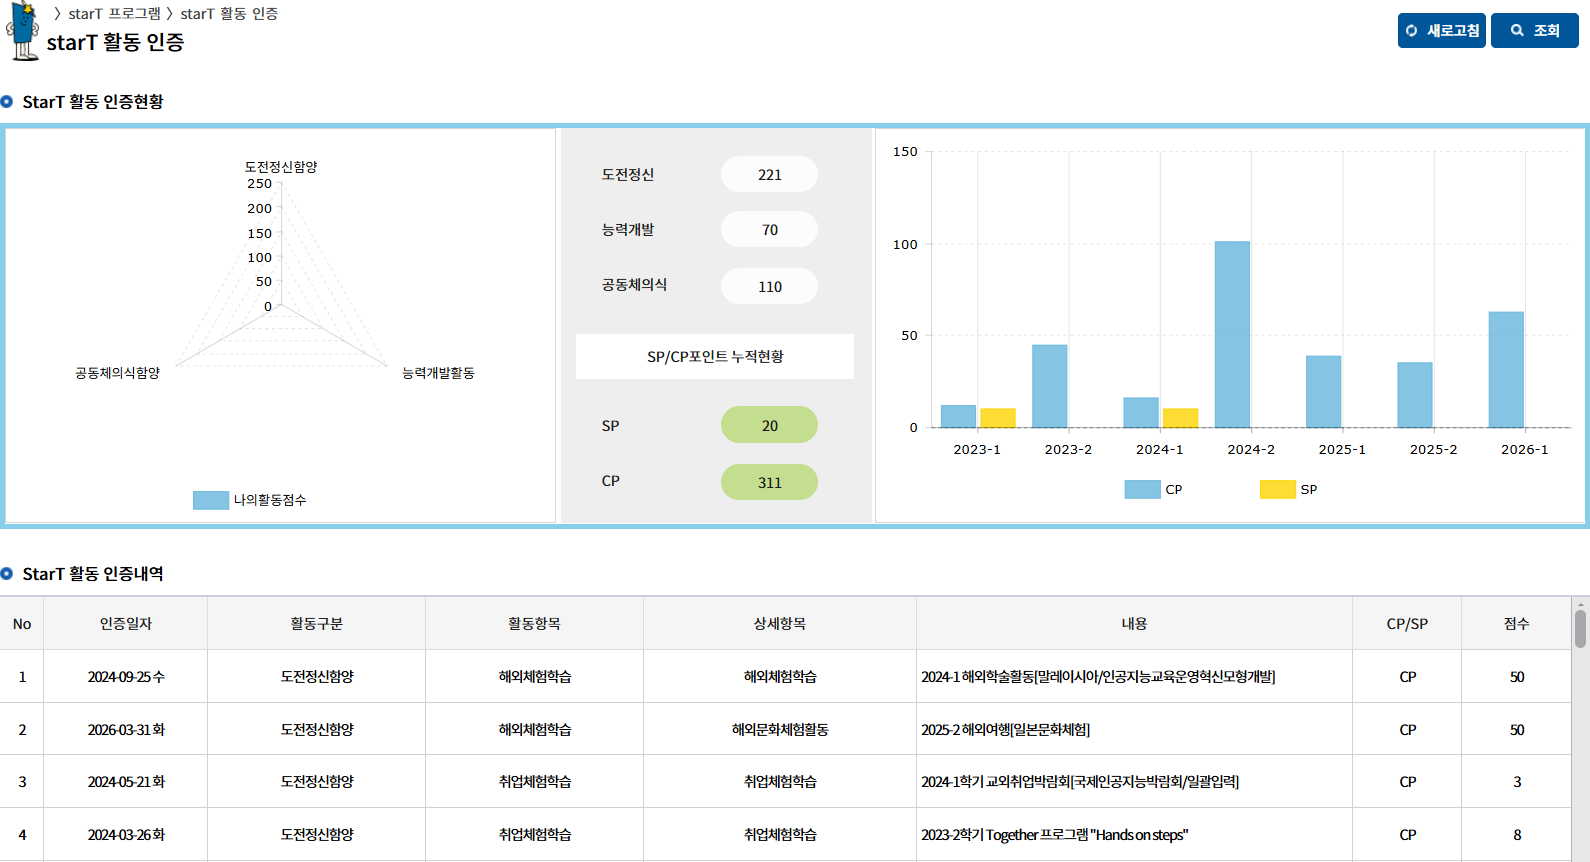 〉 starT 프로그램 〉 starT 활동 인증
starT 활동 인증
새로고침
조회
StarT 활동 인증현황
도전정신함양
250
200
150
100
50
0
공동체의식함양
능력개발활동
나의활동점수
도전정신 221
능력개발 70
공동체의식 110
SP/CP포인트 누적현황
SP 20
CP 311
150
100
50
0
2023-1 2023-2 2024-1 2024-2 2025-1 2025-2 2026-1
CP SP
StarT 활동 인증내역
No 인증일자 활동구분 활동항목 상세항목 내용 CP/SP 점수
1 2024-09-25 수 도전정신함양 해외체험학습 해외체험학습 2024-1 해외학술활동[말레이시아/인공지능교육운영혁신모형개발] CP 50
2 2026-03-31 화 도전정신함양 해외체험학습 해외문화체험활동 2025-2 해외여행[일본문화체험] CP 50
3 2024-05-21 화 도전정신함양 취업체험학습 취업체험학습 2024-1학기 교외취업박람회[국제인공지능박람회/일괄입력] CP 3
4 2024-03-26 화 도전정신함양 취업체험학습 취업체험학습 2023-2학기 Together 프로그램 "Hands on steps" CP 8